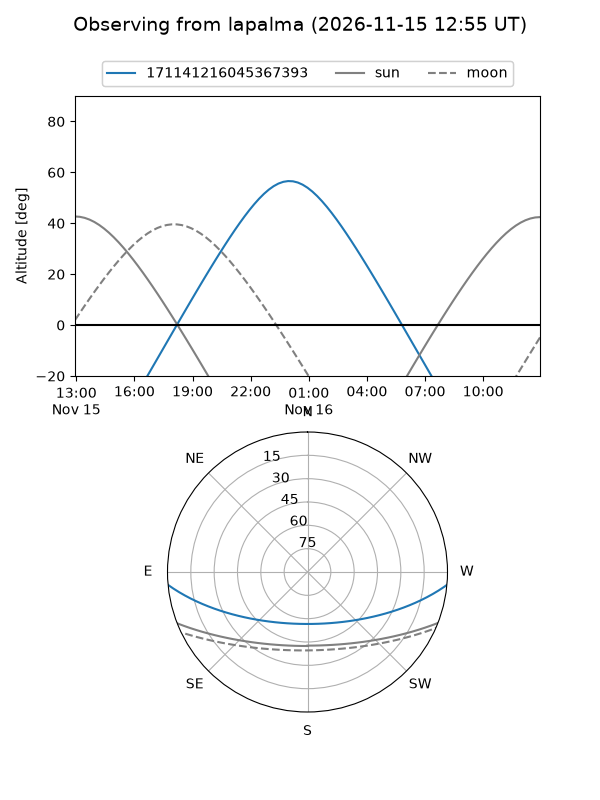 Observing from lapalma (2026-11-15 12:55 UT)
171141216045367393 sun moon
80
60
40
20
0
−20
Altitude [deg]
13:00 16:00 19:00 22:00 01:00 04:00 07:00 10:00
Nov 15 Nov 16
N
NE NW
15
30
45
60
75
E W
SE SW
S